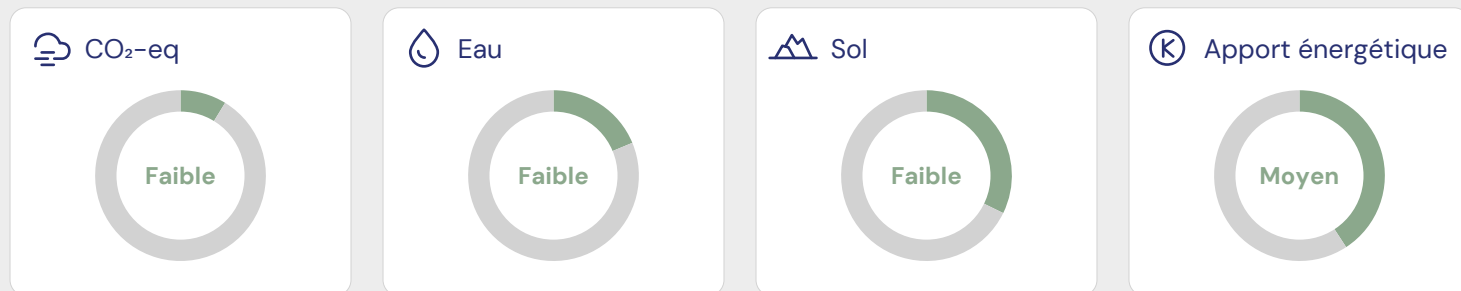 CO₂-eq
Faible
Eau
Faible
Sol
Faible
Apport énergétique
Moyen